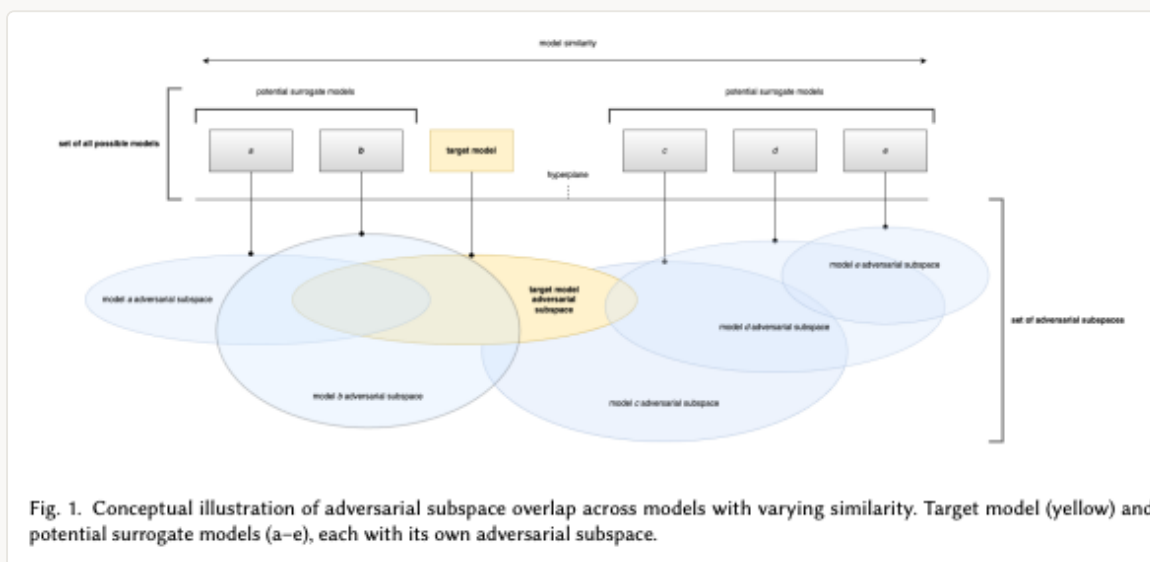 model similarity
potential surrogate models
potential surrogate models
set of all possible models
a
b
target model
c
d
e
hyperplane
model a adversarial subspace
target model
adversarial
subspace
model e adversarial subspace
model d adversarial subspace
set of adversarial subspaces
model b adversarial subspace
model c adversarial subspace
Fig. 1. Conceptual illustration of adversarial subspace overlap across models with varying similarity. Target model (yellow) and
potential surrogate models (a–e), each with its own adversarial subspace.